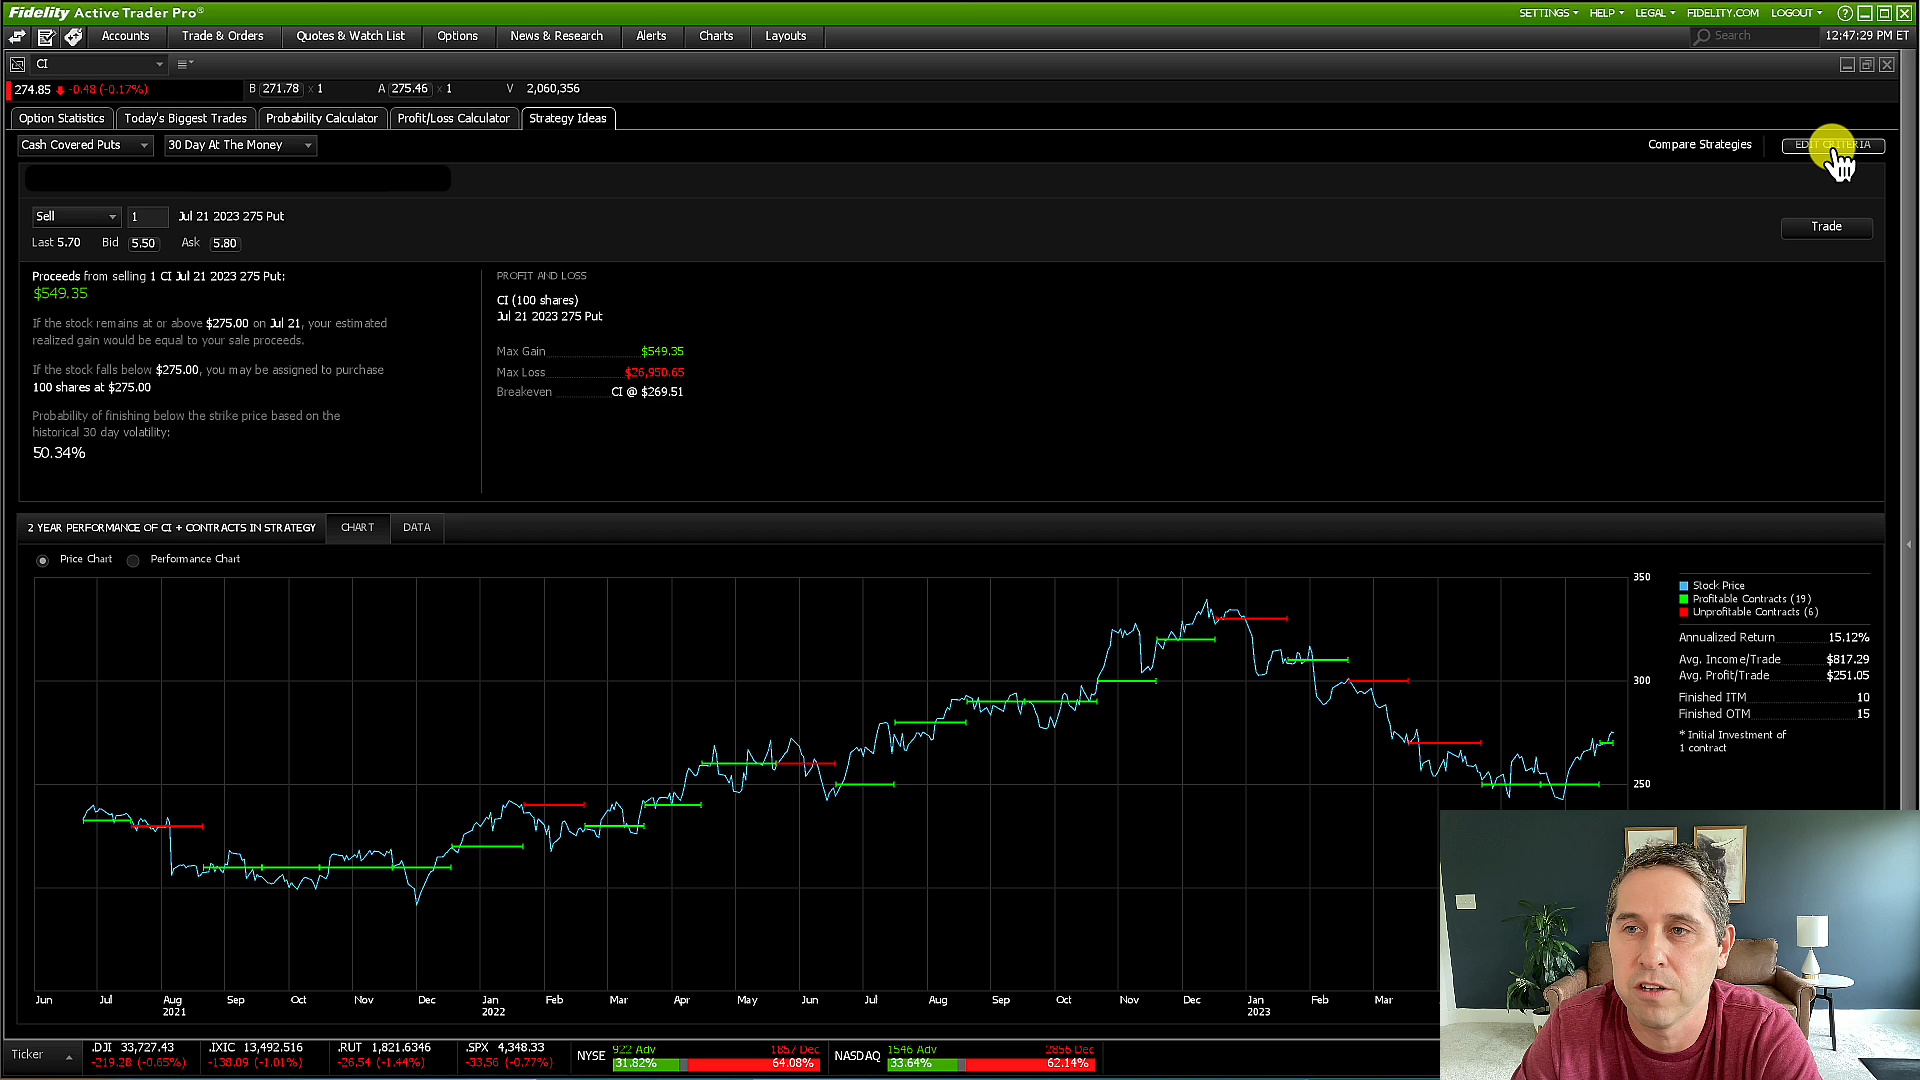 Fidelity Active Trader Pro®
SETTINGS HELP LEGAL FIDELITY.COM LOGOUT ?
Accounts Trade & Orders Quotes & Watch List Options News & Research Alerts Charts Layouts Search 12:47:29 PM ET
CI
274.85 -0.48 (-0.17%) B 271.78 x 1 A 275.46 x 1 V 2,060,356
Option Statistics Today's Biggest Trades Probability Calculator Profit/Loss Calculator Strategy Ideas
Cash Covered Puts 30 Day At The Money Compare Strategies EDIT CRITERIA
Sell 1 Jul 21 2023 275 Put
Trade
Last 5.70 Bid 5.50 Ask 5.80
Proceeds from selling 1 CI Jul 21 2023 275 Put:
$549.35
If the stock remains at or above $275.00 on Jul 21, your estimated
realized gain would be equal to your sale proceeds.
If the stock falls below $275.00, you may be assigned to purchase
100 shares at $275.00
Probability of finishing below the strike price based on the
historical 30 day volatility:
50.34%
PROFIT AND LOSS
CI (100 shares)
Jul 21 2023 275 Put
Max Gain $549.35
Max Loss $26,950.65
Breakeven CI @ $269.51
2 YEAR PERFORMANCE OF CI + CONTRACTS IN STRATEGY CHART DATA
Price Chart Performance Chart
350
300
250
Stock Price
Profitable Contracts (19)
Unprofitable Contracts (6)
Annualized Return 15.12%
Avg. Income/Trade $817.29
Avg. Profit/Trade $251.05
Finished ITM 10
Finished OTM 15
* Initial Investment of
1 contract
Jun Jul Aug Sep Oct Nov Dec Jan Feb Mar Apr May Jun Jul Aug Sep Oct Nov Dec Jan Feb Mar
2021 2022 2023
Ticker
.DJI 33,727.43
-219.28 (-0.65%)
.IXIC 13,492.516
-138.09 (-1.01%)
.RUT 1,821.6346
-26.54 (-1.44%)
.SPX 4,348.33
-33.56 (-0.77%)
NYSE 922 Adv 1857 Dec
31.82% 64.08%
NASDAQ 1546 Adv 2856 Dec
33.64% 62.14%